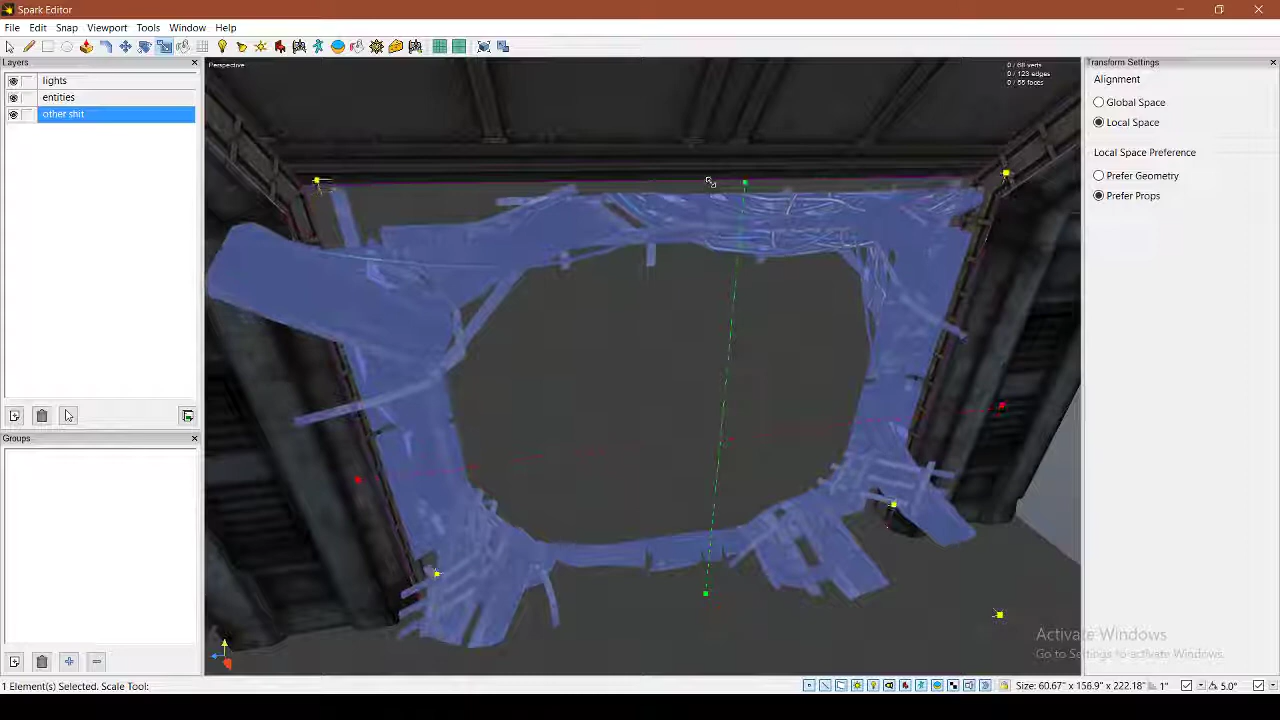 Spark Editor
File Edit Snap Viewport Tools Window Help
Layers
lights
entities
other shit
Groups
Perspective
0 / 68 verts
0 / 123 edges
0 / 55 faces
Transform Settings
Alignment
Global Space
Local Space
Local Space Preference
Prefer Geometry
Prefer Props
Activate Windows
Go to Settings to activate Windows.
1 Element(s) Selected. Scale Tool:
Size: 60.67" x 156.9" x 222.18"
1"
5.0°